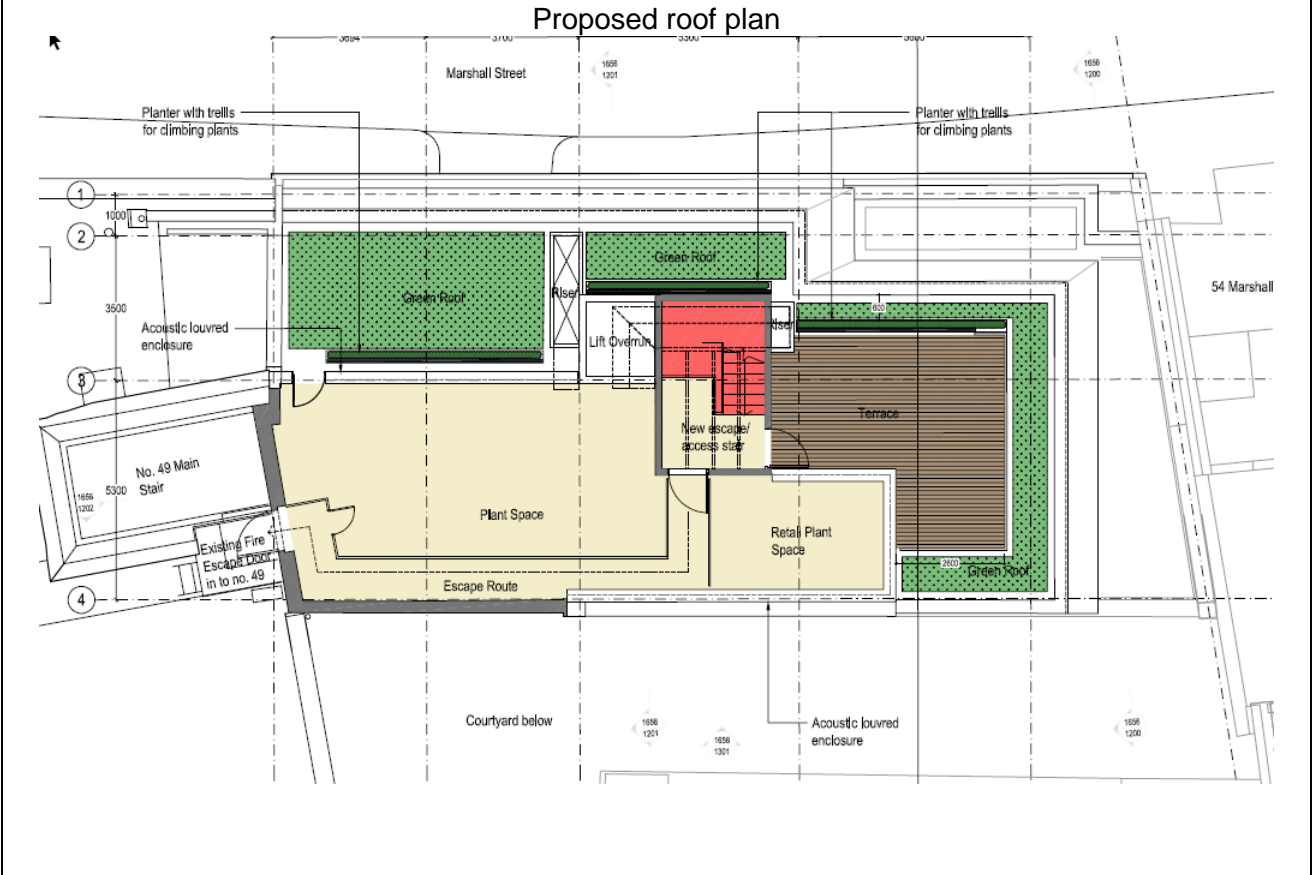 Proposed roof plan
3694
3700
5300
Marshall Street
1656
1201
1656
1200
Planter with trellis
for climbing plants
Planter with trellis
for climbing plants
1
1000
2
Green Roof
Green Roof
Riser
Riser
600
54 Marshall
3500
Acoustic louvred
enclosure
Lift Overrun
3
Terrace
New escape/
access stair
No. 49 Main
Stair
1656
1202
5300
Plant Space
Retail Plant
Space
Existing Fire
Escape Door
in to no. 49
2600
Green Roof
Escape Route
4
Courtyard below
1656
1201
1656
1301
Acoustic louvred
enclosure
1656
1200